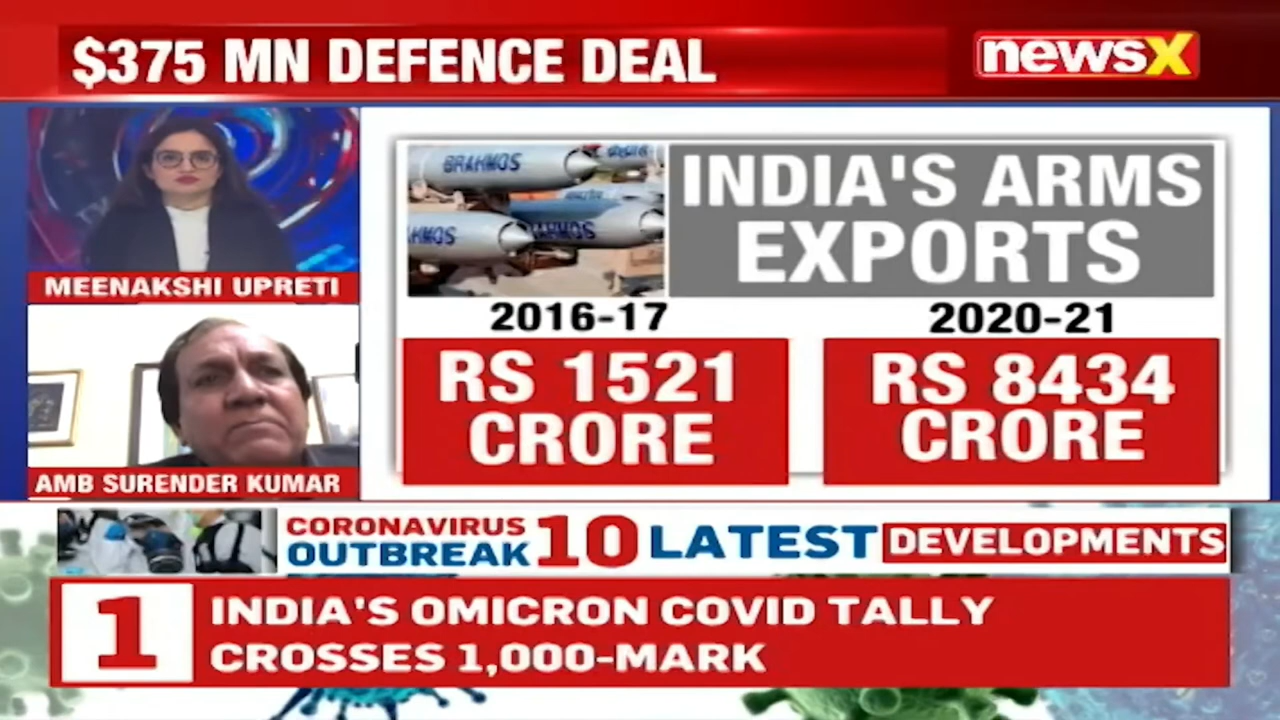 $375 MN DEFENCE DEAL
newsX
MEENAKSHI UPRETI
AMB SURENDER KUMAR
BRAHMOS
BRAHMOS
INDIA'S ARMS
EXPORTS
2016-17
RS 1521
CRORE
2020-21
RS 8434
CRORE
CORONAVIRUS
OUTBREAK
10 LATEST DEVELOPMENTS
1
INDIA'S OMICRON COVID TALLY
CROSSES 1,000-MARK